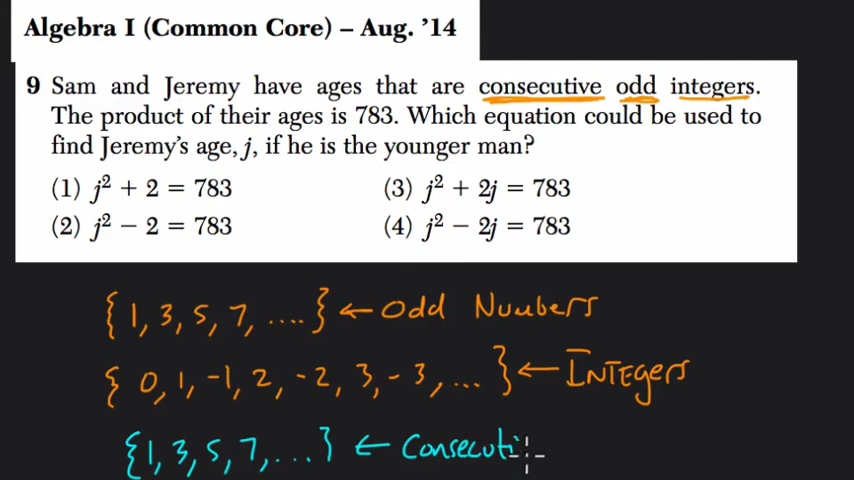 Algebra I (Common Core) – Aug. ’14
9 Sam and Jeremy have ages that are consecutive odd integers.
The product of their ages is 783. Which equation could be used to
find Jeremy’s age, j, if he is the younger man?
(1) j² + 2 = 783 (3) j² + 2j = 783
(2) j² − 2 = 783 (4) j² − 2j = 783
{1, 3, 5, 7, ....} ← Odd Numbers
{ 0, 1, -1, 2, -2, 3, -3, ... } ← INTEgers
{1, 3, 5, 7, ...} ← Consecuti